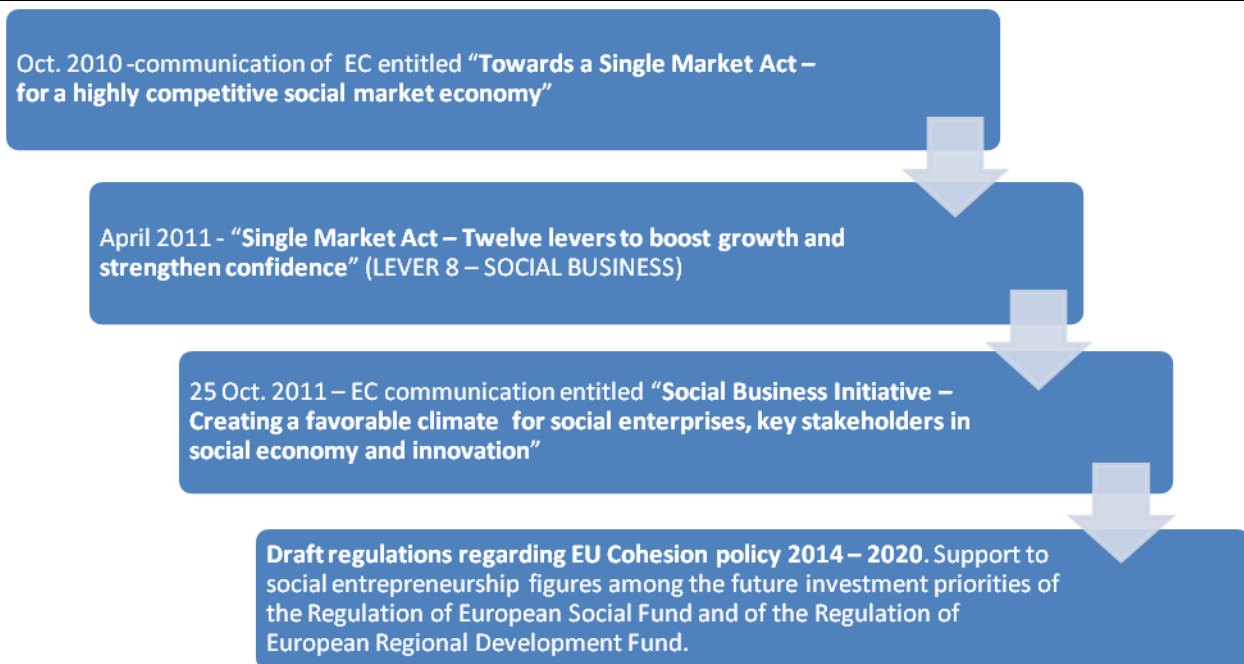 Oct. 2010 -communication of EC entitled “Towards a Single Market Act –
for a highly competitive social market economy”
April 2011 - “Single Market Act – Twelve levers to boost growth and
strengthen confidence” (LEVER 8 – SOCIAL BUSINESS)
25 Oct. 2011 – EC communication entitled “Social Business Initiative –
Creating a favorable climate for social enterprises, key stakeholders in
social economy and innovation”
Draft regulations regarding EU Cohesion policy 2014 – 2020. Support to
social entrepreneurship figures among the future investment priorities of
the Regulation of European Social Fund and of the Regulation of
European Regional Development Fund.